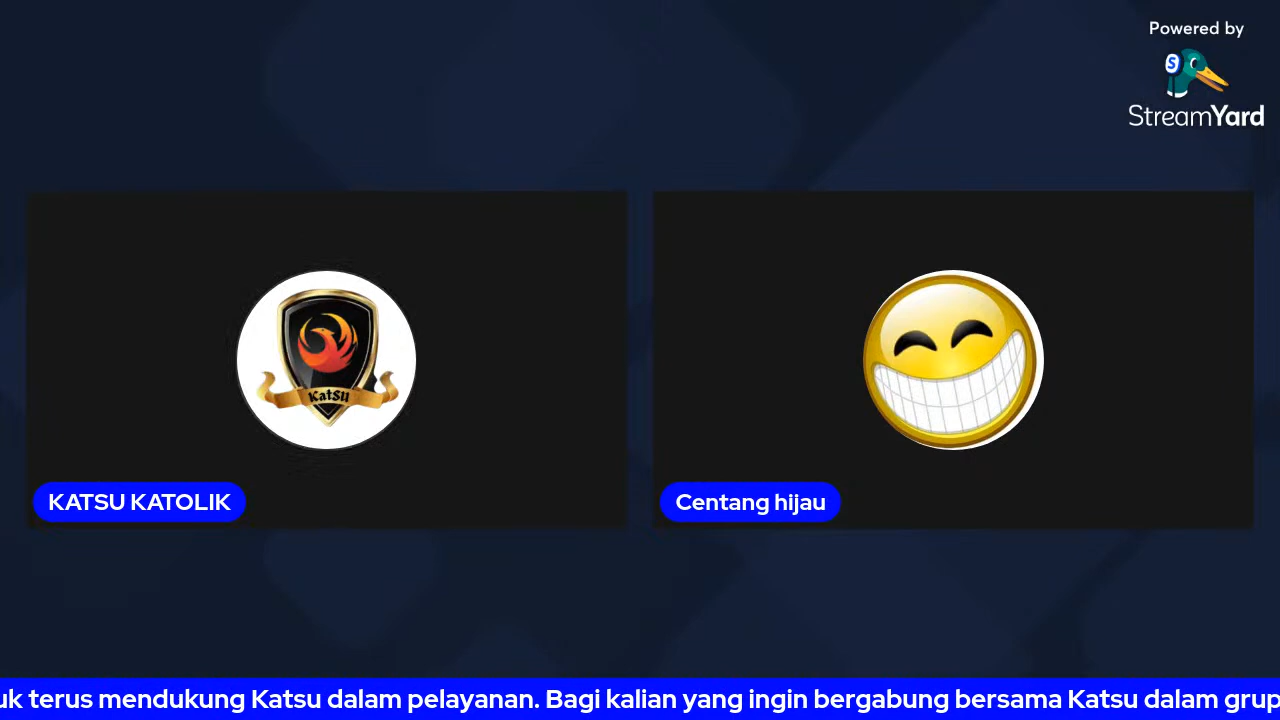 Powered by
S
StreamYard
KatSU
KATSU KATOLIK
Centang hijau
uk terus mendukung Katsu dalam pelayanan. Bagi kalian yang ingin bergabung bersama Katsu dalam grup